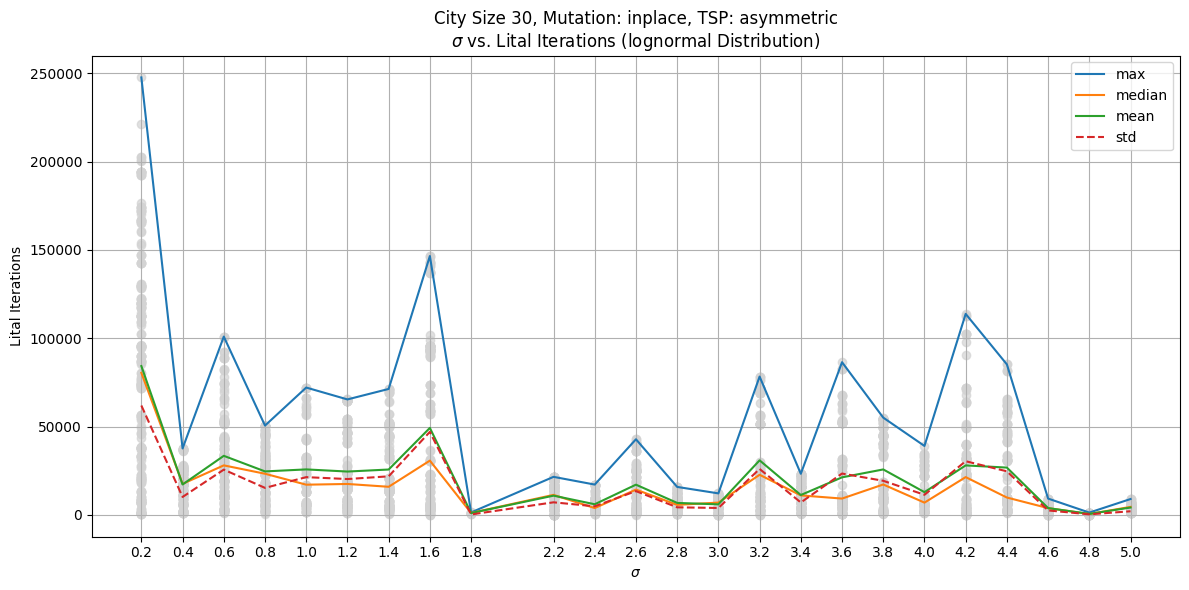 City Size 30, Mutation: inplace, TSP: asymmetric
σ vs. Lital Iterations (lognormal Distribution)
max
median
mean
std
Lital Iterations
250000
200000
150000
100000
50000
0
0.2 0.4 0.6 0.8 1.0 1.2 1.4 1.6 1.8 2.2 2.4 2.6 2.8 3.0 3.2 3.4 3.6 3.8 4.0 4.2 4.4 4.6 4.8 5.0
σ